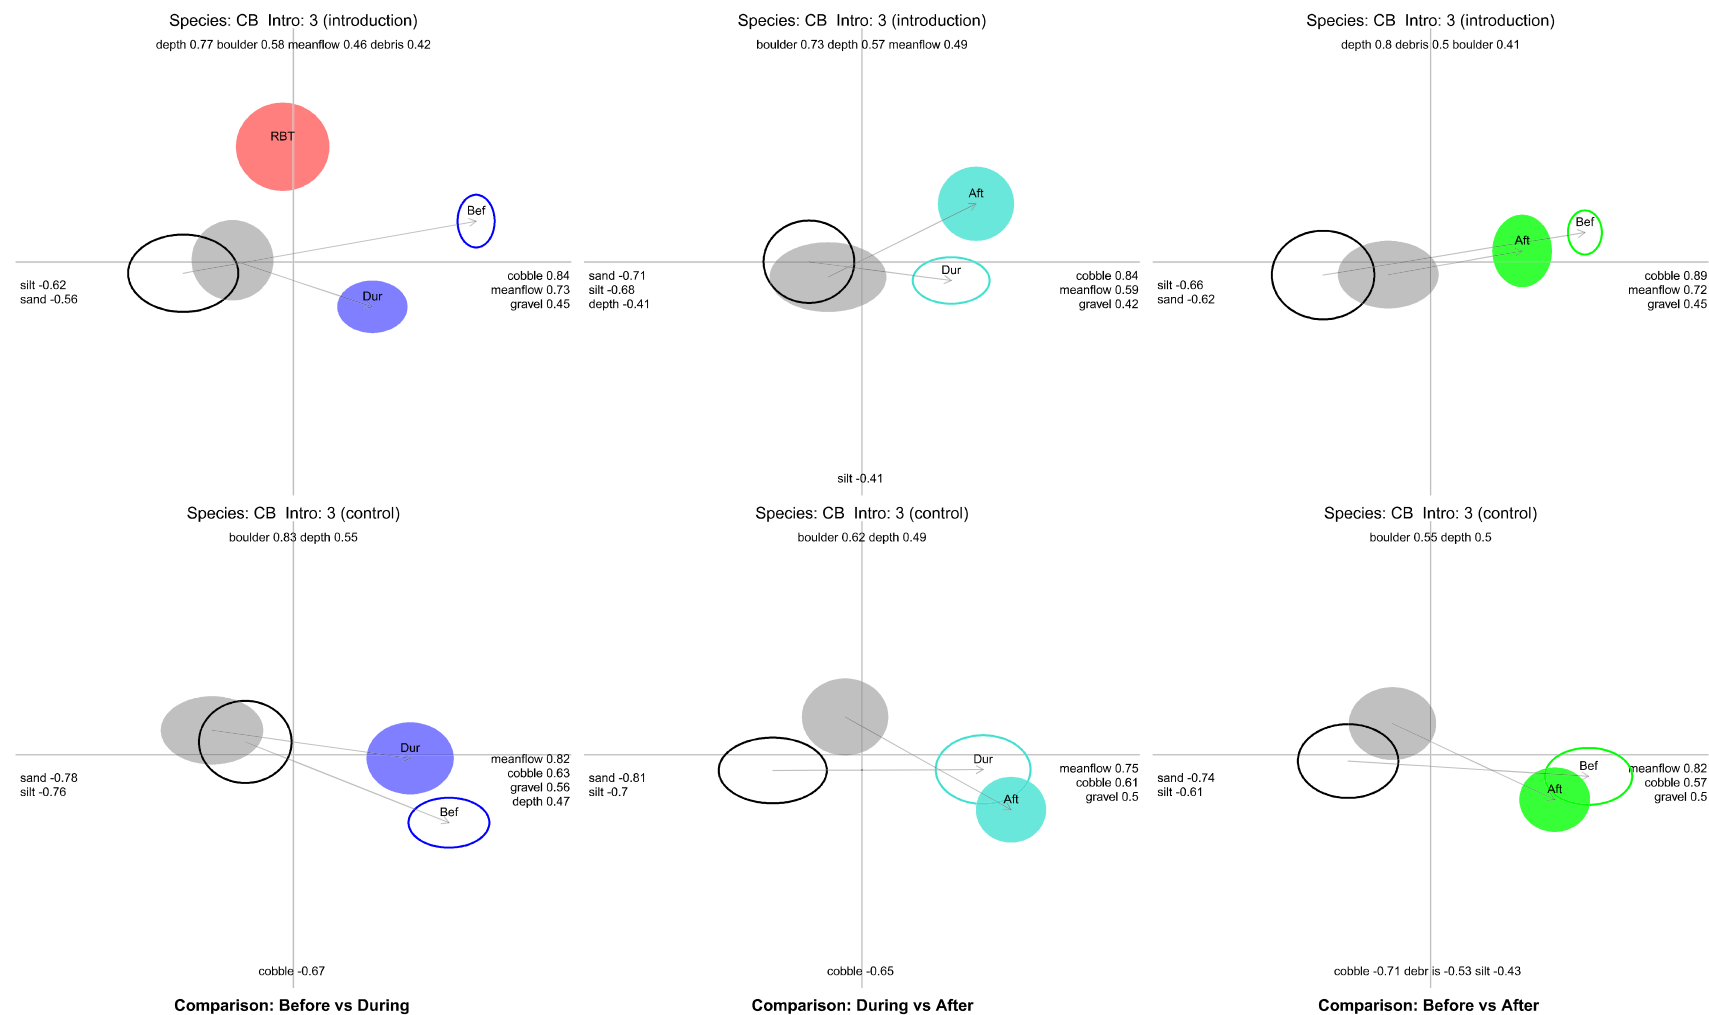 Species: CB  Intro: 3 (introduction)
depth 0.77 boulder 0.58 meanflow 0.46 debris 0.42
RBT
Bef
Dur
silt -0.62
sand -0.56
cobble 0.84
meanflow 0.73
gravel 0.45
Species: CB  Intro: 3 (introduction)
boulder 0.73 depth 0.57 meanflow 0.49
Aft
Dur
sand -0.71
silt -0.68
depth -0.41
cobble 0.84
meanflow 0.59
gravel 0.42
silt -0.41
Species: CB  Intro: 3 (introduction)
depth 0.8 debris 0.5 boulder 0.41
Bef
Aft
silt -0.66
sand -0.62
cobble 0.89
meanflow 0.72
gravel 0.45
Species: CB  Intro: 3 (control)
boulder 0.83 depth 0.55
Dur
Bef
sand -0.78
silt -0.76
meanflow 0.82
cobble 0.63
gravel 0.56
depth 0.47
cobble -0.67
Comparison: Before vs During
Species: CB  Intro: 3 (control)
boulder 0.62 depth 0.49
Dur
Aft
sand -0.81
silt -0.7
meanflow 0.75
cobble 0.61
gravel 0.5
cobble -0.65
Comparison: During vs After
Species: CB  Intro: 3 (control)
boulder 0.55 depth 0.5
Bef
Aft
sand -0.74
silt -0.61
meanflow 0.82
cobble 0.57
gravel 0.5
cobble -0.71 debris -0.53 silt -0.43
Comparison: Before vs After